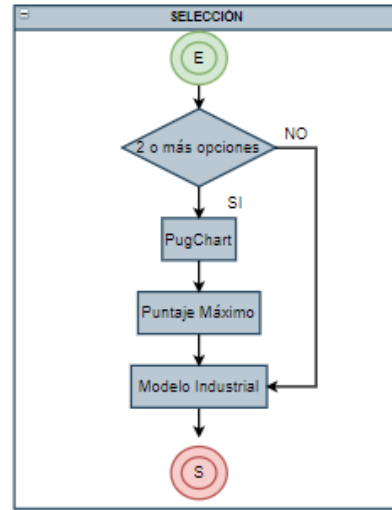 SELECCIÓN
E
2 o más opciones
NO
SI
PugChart
Puntaje Máximo
Modelo Industrial
S